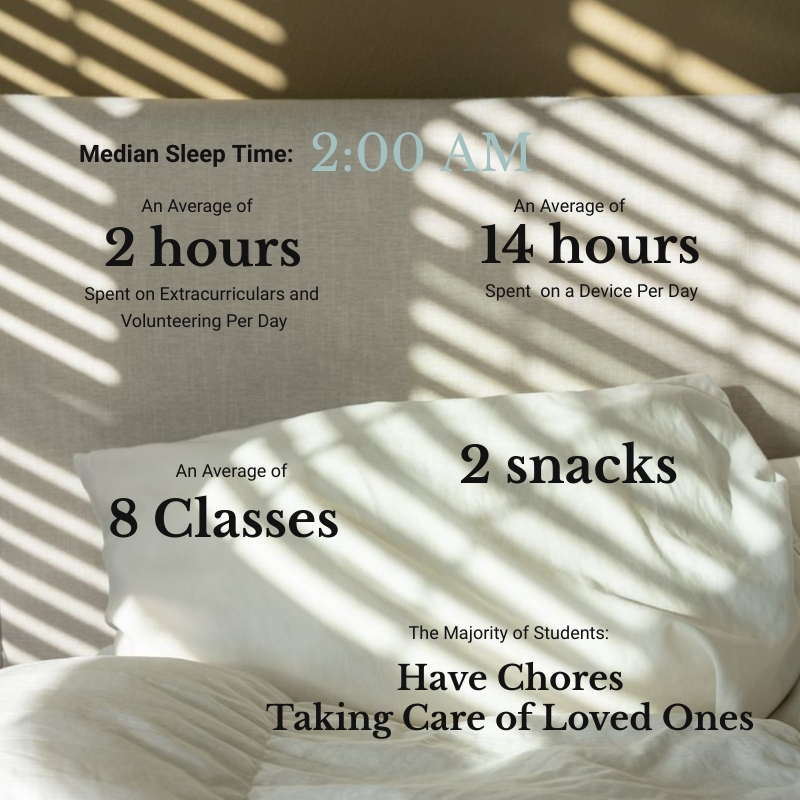 Median Sleep Time: 2:00 AM
An Average of
2 hours
Spent on Extracurriculars and
Volunteering Per Day
An Average of
14 hours
Spent on a Device Per Day
An Average of
8 Classes
2 snacks
The Majority of Students:
Have Chores
Taking Care of Loved Ones